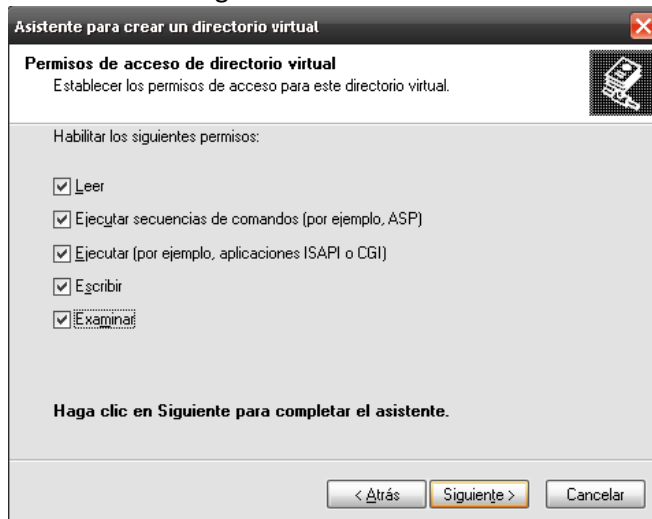 Asistente para crear un directorio virtual
Permisos de acceso de directorio virtual
Establecer los permisos de acceso para este directorio virtual.
Habilitar los siguientes permisos:
Leer
Ejecutar secuencias de comandos (por ejemplo, ASP)
Ejecutar (por ejemplo, aplicaciones ISAPI o CGI)
Escribir
Examinar
Haga clic en Siguiente para completar el asistente.
< Atrás Siguiente > Cancelar